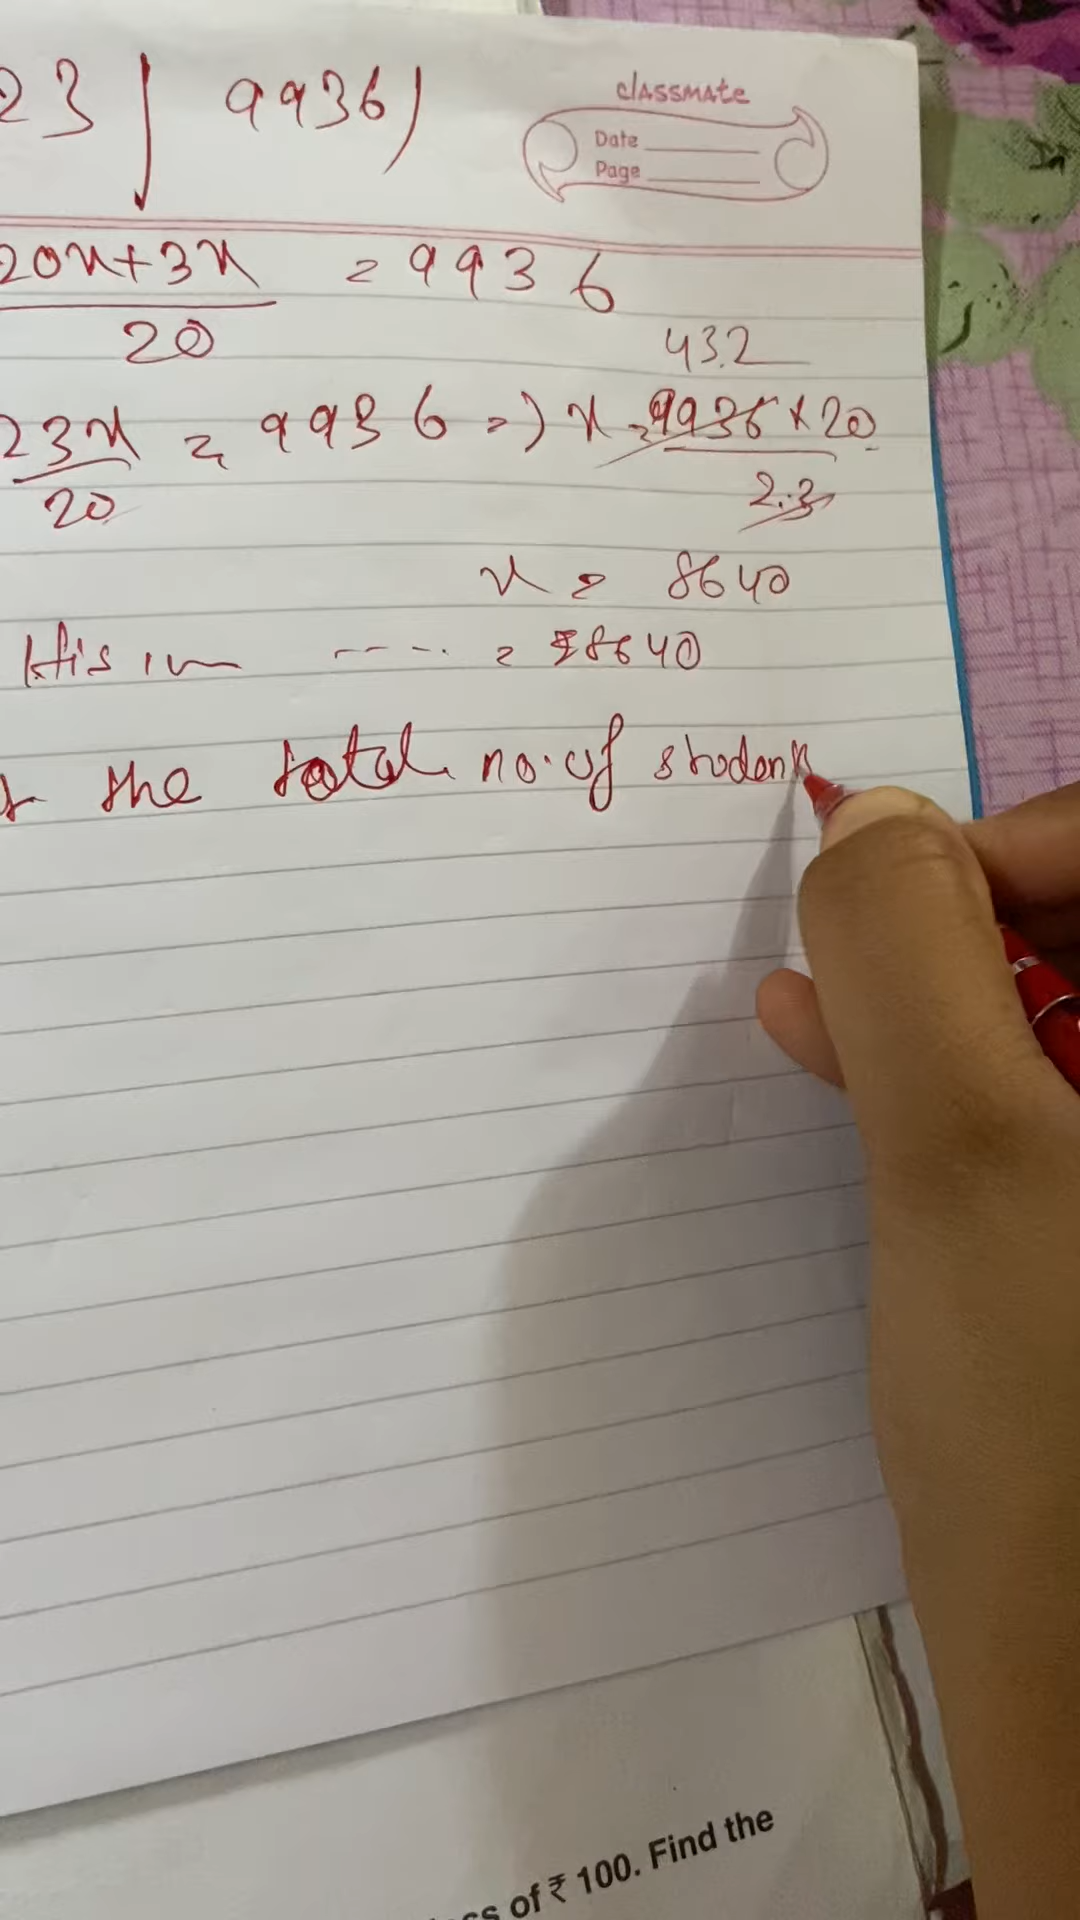 23 | 9936)
classmate
Date
Page
20x+3x = 9936
20
432
23x = 9936 => x = 9936 × 20
20 23
x = 8640
His in ---- = ₹8640
the total no. of students
of ₹ 100. Find the